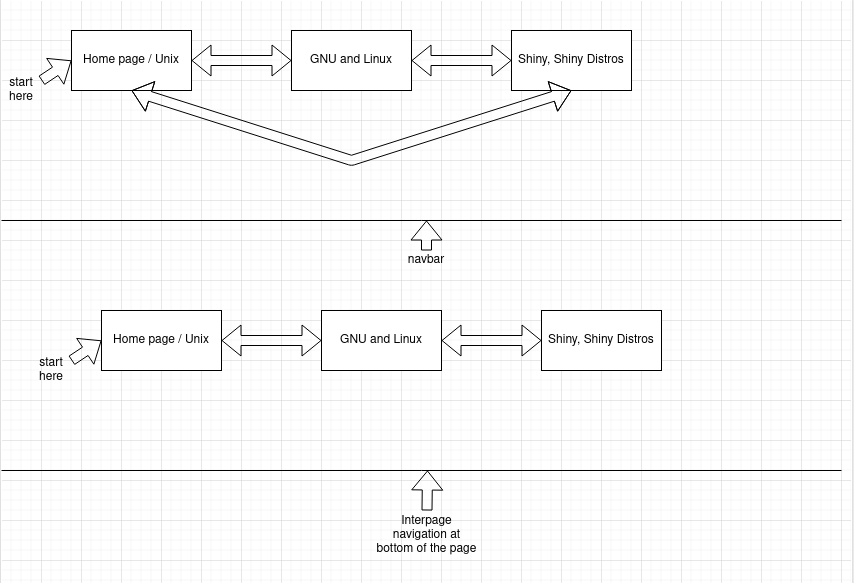 Home page / Unix
GNU and Linux
Shiny, Shiny Distros
start
here
navbar
Home page / Unix
GNU and Linux
Shiny, Shiny Distros
start
here
Interpage
navigation at
bottom of the page